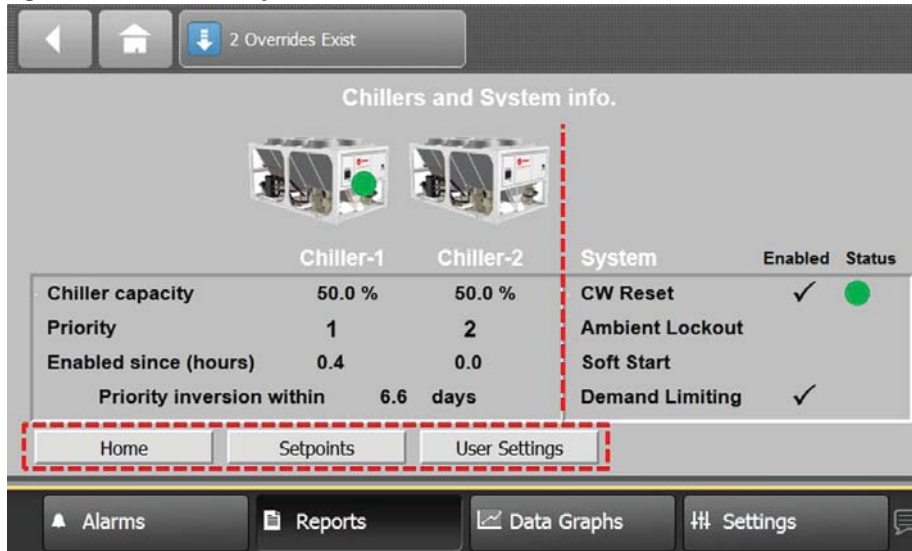 2 Overrides Exist
Chillers and System info.
Chiller-1 Chiller-2 System Enabled Status
Chiller capacity 50.0 % 50.0 % CW Reset ✓
Priority 1 2 Ambient Lockout
Enabled since (hours) 0.4 0.0 Soft Start
Priority inversion within 6.6 days Demand Limiting ✓
Home Setpoints User Settings
Alarms Reports Data Graphs Settings